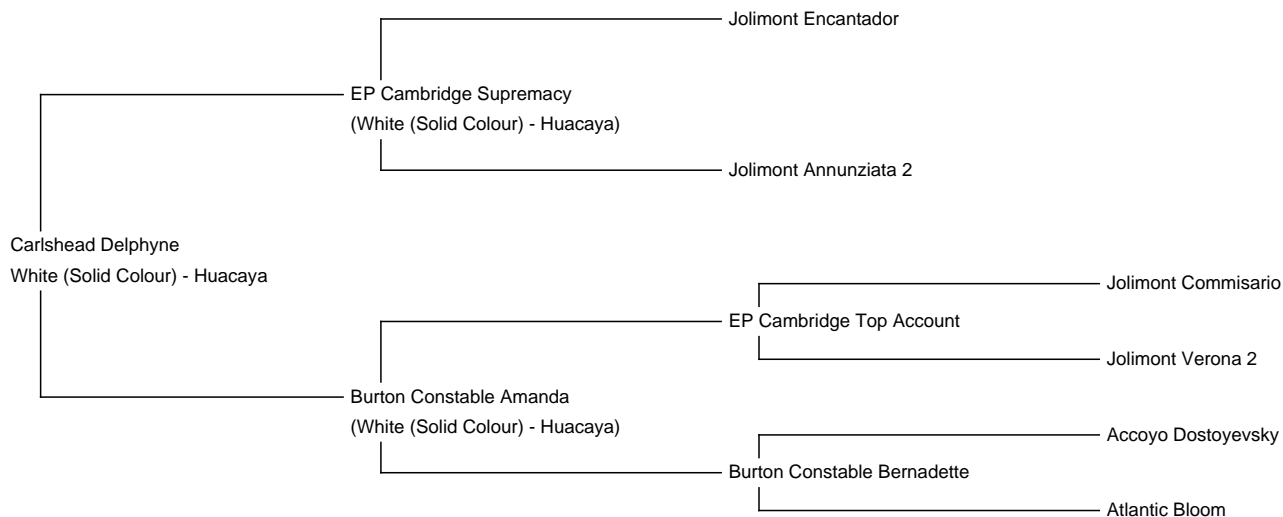 Jolimont Encantador
EP Cambridge Supremacy
(White (Solid Colour) - Huacaya)
Jolimont Annunziata 2
Carlshead Delphyne
White (Solid Colour) - Huacaya
Jolimont Commisario
EP Cambridge Top Account
Jolimont Verona 2
Burton Constable Amanda
(White (Solid Colour) - Huacaya)
Accoyo Dostoyevsky
Burton Constable Bernadette
Atlantic Bloom